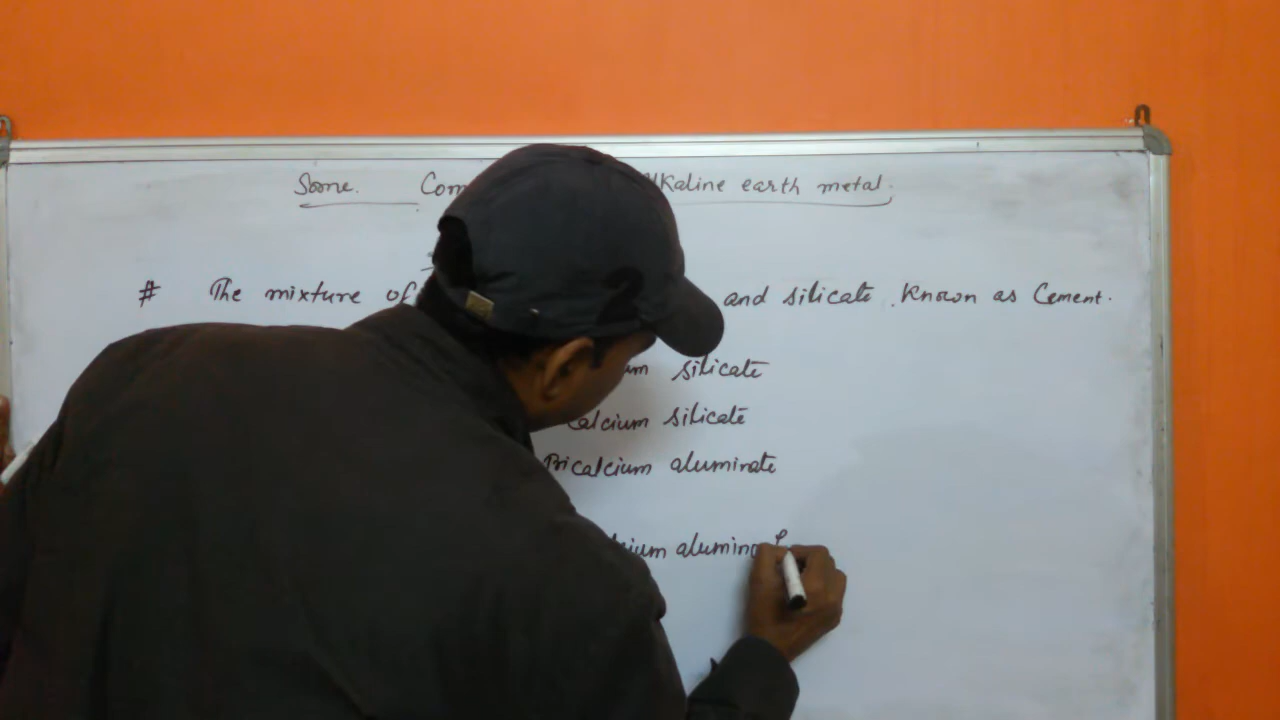 Some. Com Alkaline earth metal.
# The mixture of and silicate. Known as Cement.
um silicate
Calcium silicate
Tricalcium aluminate
cium alumino